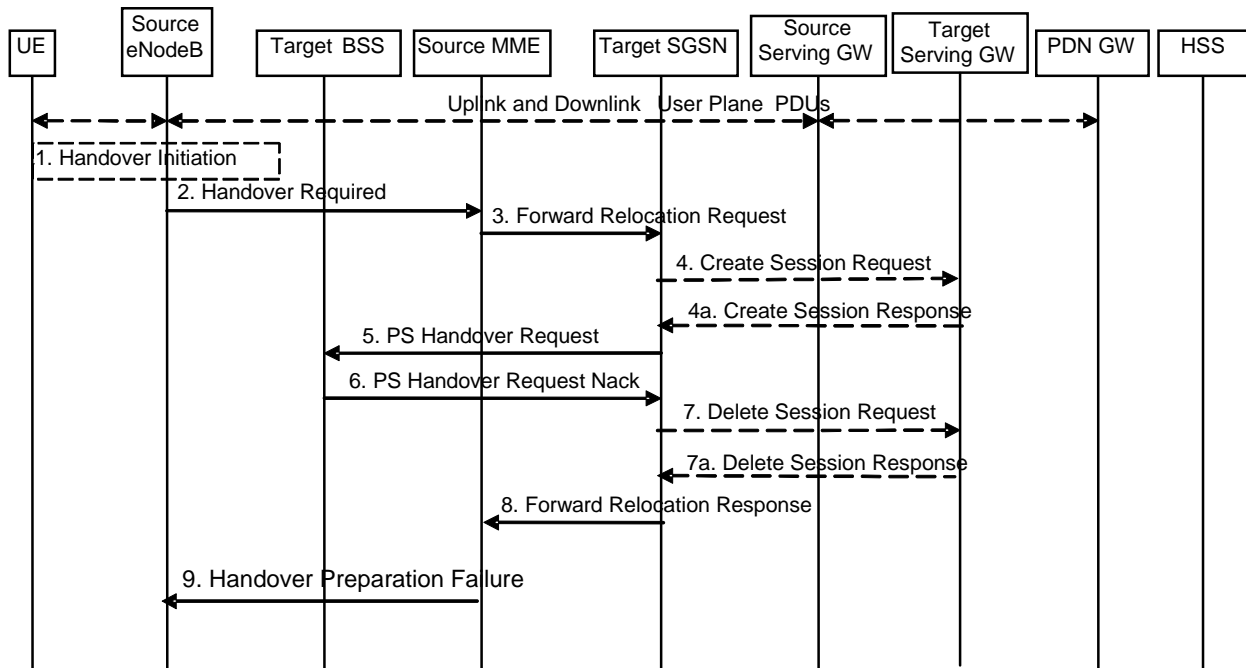 UE
Source
eNodeB
Target BSS
Source MME
Target SGSN
Source
Serving GW
Target
Serving GW
PDN GW
HSS
Uplink and Downlink User Plane PDUs
1. Handover Initiation
2. Handover Required
3. Forward Relocation Request
4. Create Session Request
4a. Create Session Response
5. PS Handover Request
6. PS Handover Request Nack
7. Delete Session Request
7a. Delete Session Response
8. Forward Relocation Response
9. Handover Preparation Failure